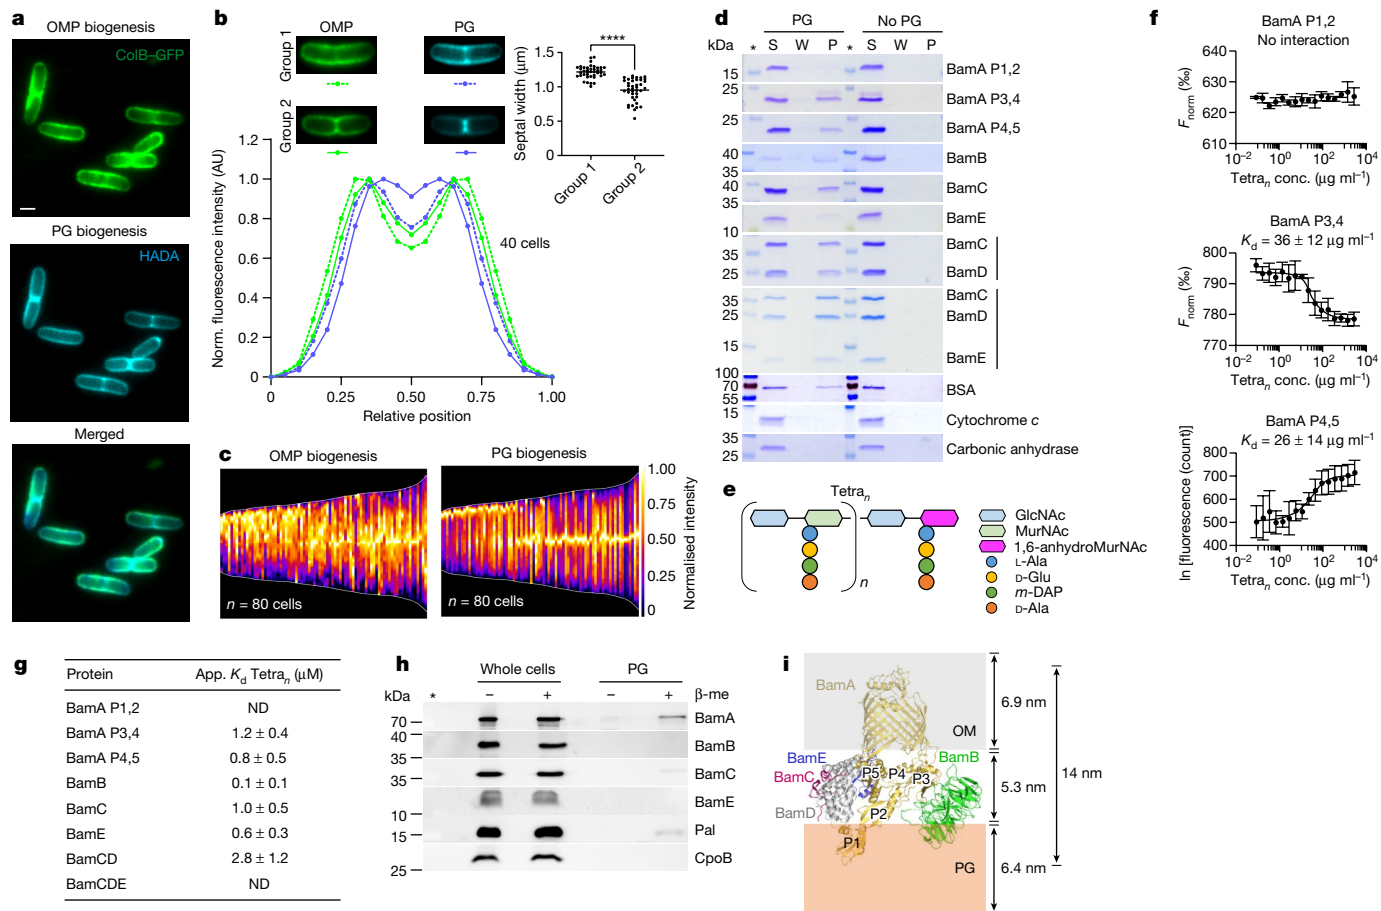 a
OMP biogenesis
ColB–GFP
PG biogenesis
HADA
Merged
b
OMP
PG
Group 1
Group 2
****
Septal width (μm)
1.5
1.0
0.5
0
Group 1
Group 2
Norm. fluorescence intensity (AU)
1.2
1.0
0.8
0.6
0.4
0.2
0
40 cells
0
0.25
0.50
0.75
1.00
Relative position
c
OMP biogenesis
PG biogenesis
n = 80 cells
n = 80 cells
1.00
0.75
0.50
0.25
0
Normalised intensity
d
PG
No PG
kDa * S W P * S W P
15
BamA P1,2
25
15
BamA P3,4
25
15
BamA P4,5
40
35
BamB
40
35
BamC
10
BamE
35
25
BamC
BamD
35
25
15
BamC
BamD
BamE
100
70
55
BSA
15
Cytochrome c
35
25
Carbonic anhydrase
e
Tetran
n
GlcNAc
MurNAc
1,6-anhydroMurNAc
L-Ala
D-Glu
m-DAP
D-Ala
f
BamA P1,2
No interaction
Fnorm (‰)
640
630
620
610
10−2 100 102 104
Tetran conc. (μg ml−1)
BamA P3,4
Kd = 36 ± 12 μg ml−1
Fnorm (‰)
800
790
780
770
10−2 100 102 104
Tetran conc. (μg ml−1)
BamA P4,5
Kd = 26 ± 14 μg ml−1
ln [fluorescence (count)]
800
700
600
500
400
10−2 100 102 104
Tetran conc. (μg ml−1)
g
Protein App. Kd Tetran (μM)
BamA P1,2 ND
BamA P3,4 1.2 ± 0.4
BamA P4,5 0.8 ± 0.5
BamB 0.1 ± 0.1
BamC 1.0 ± 0.5
BamE 0.6 ± 0.3
BamCD 2.8 ± 1.2
BamCDE ND
h
Whole cells
PG
kDa * − + − + β-me
70
BamA
40
35
BamB
35
BamC
10
BamE
15
Pal
25
CpoB
i
BamA
OM
6.9 nm
BamE
BamB
BamC
P5
P4
P3
14 nm
5.3 nm
BamD
P2
P1
PG
6.4 nm